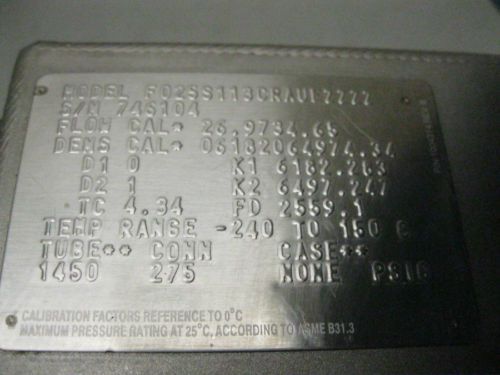 MODEL F025S113CRAUF7777
S/N 746104
FLOW CAL* 26.9734.65
DENS CAL* 06182064974.34
D1 0 K1 6182.263
D2 1 K2 6497.247
TC 4.34 FD 2559.1
TEMP RANGE -240 TO 150 C
TUBE** CONN CASE**
1450 275 NONE PSIG
* CALIBRATION FACTORS REFERENCE TO 0°C
** MAXIMUM PRESSURE RATING AT 25°C, ACCORDING TO ASME B31.3